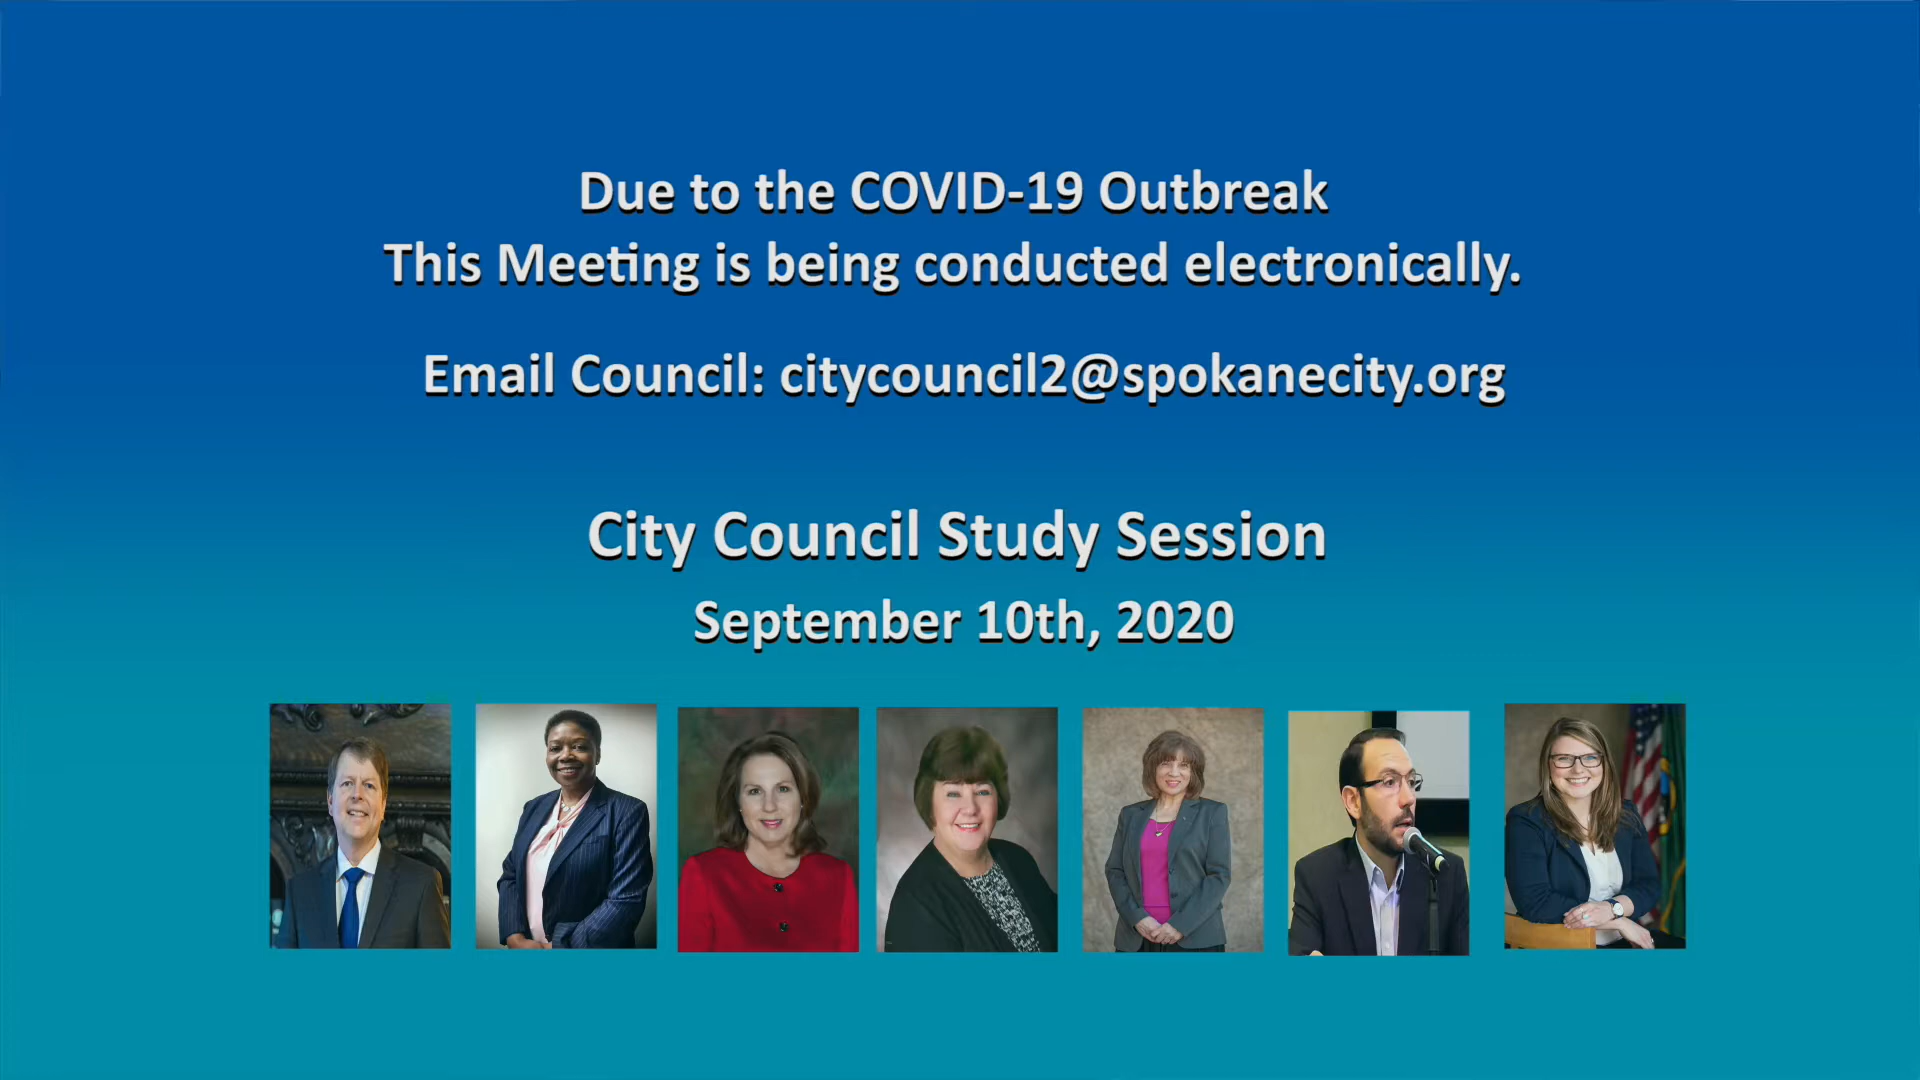 Due to the COVID-19 Outbreak
This Meeting is being conducted electronically.
Email Council: citycouncil2@spokanecity.org
City Council Study Session
September 10th, 2020